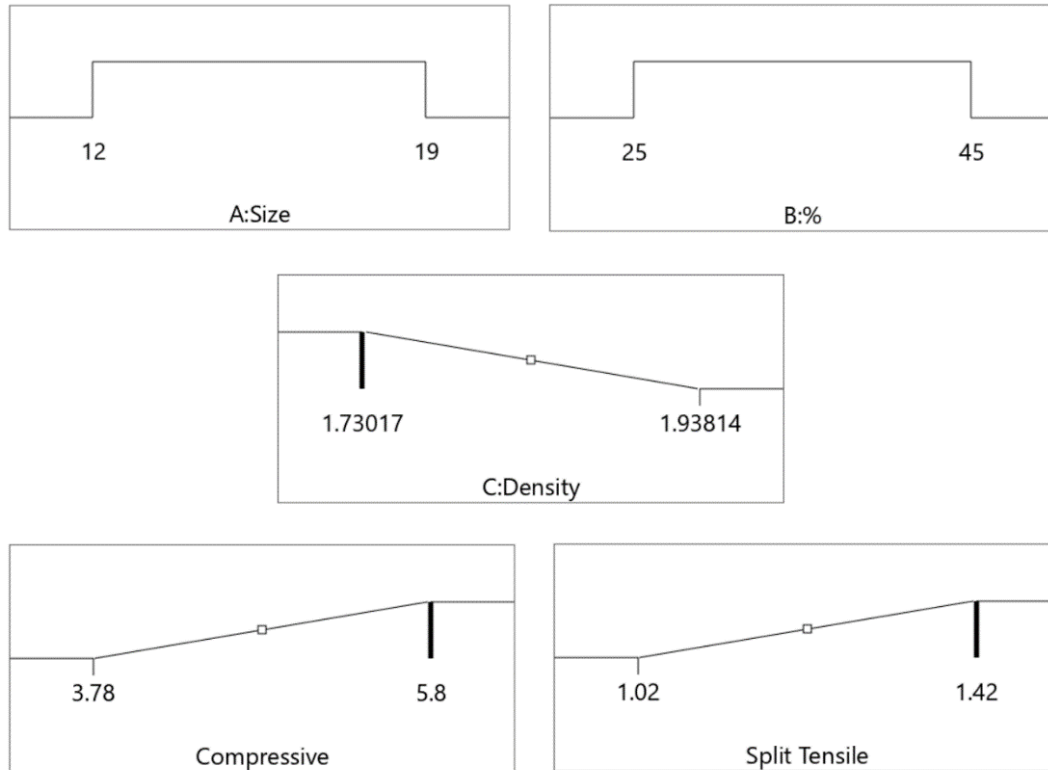 12 19
A:Size
25 45
B:%
1.73017 1.93814
C:Density
3.78 5.8
Compressive
1.02 1.42
Split Tensile